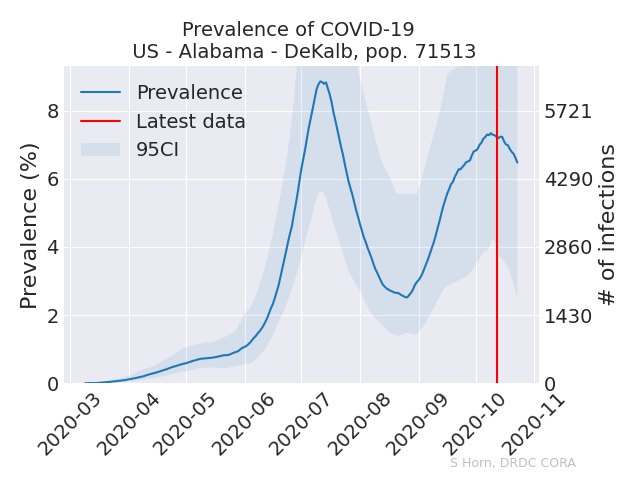 Prevalence of COVID-19
US - Alabama - DeKalb, pop. 71513
Prevalence
Latest data
95CI
Prevalence (%)
8
6
4
2
0
5721
4290
2860
1430
0
# of infections
2020-03
2020-04
2020-05
2020-06
2020-07
2020-08
2020-09
2020-10
2020-11
S Horn, DRDC CORA